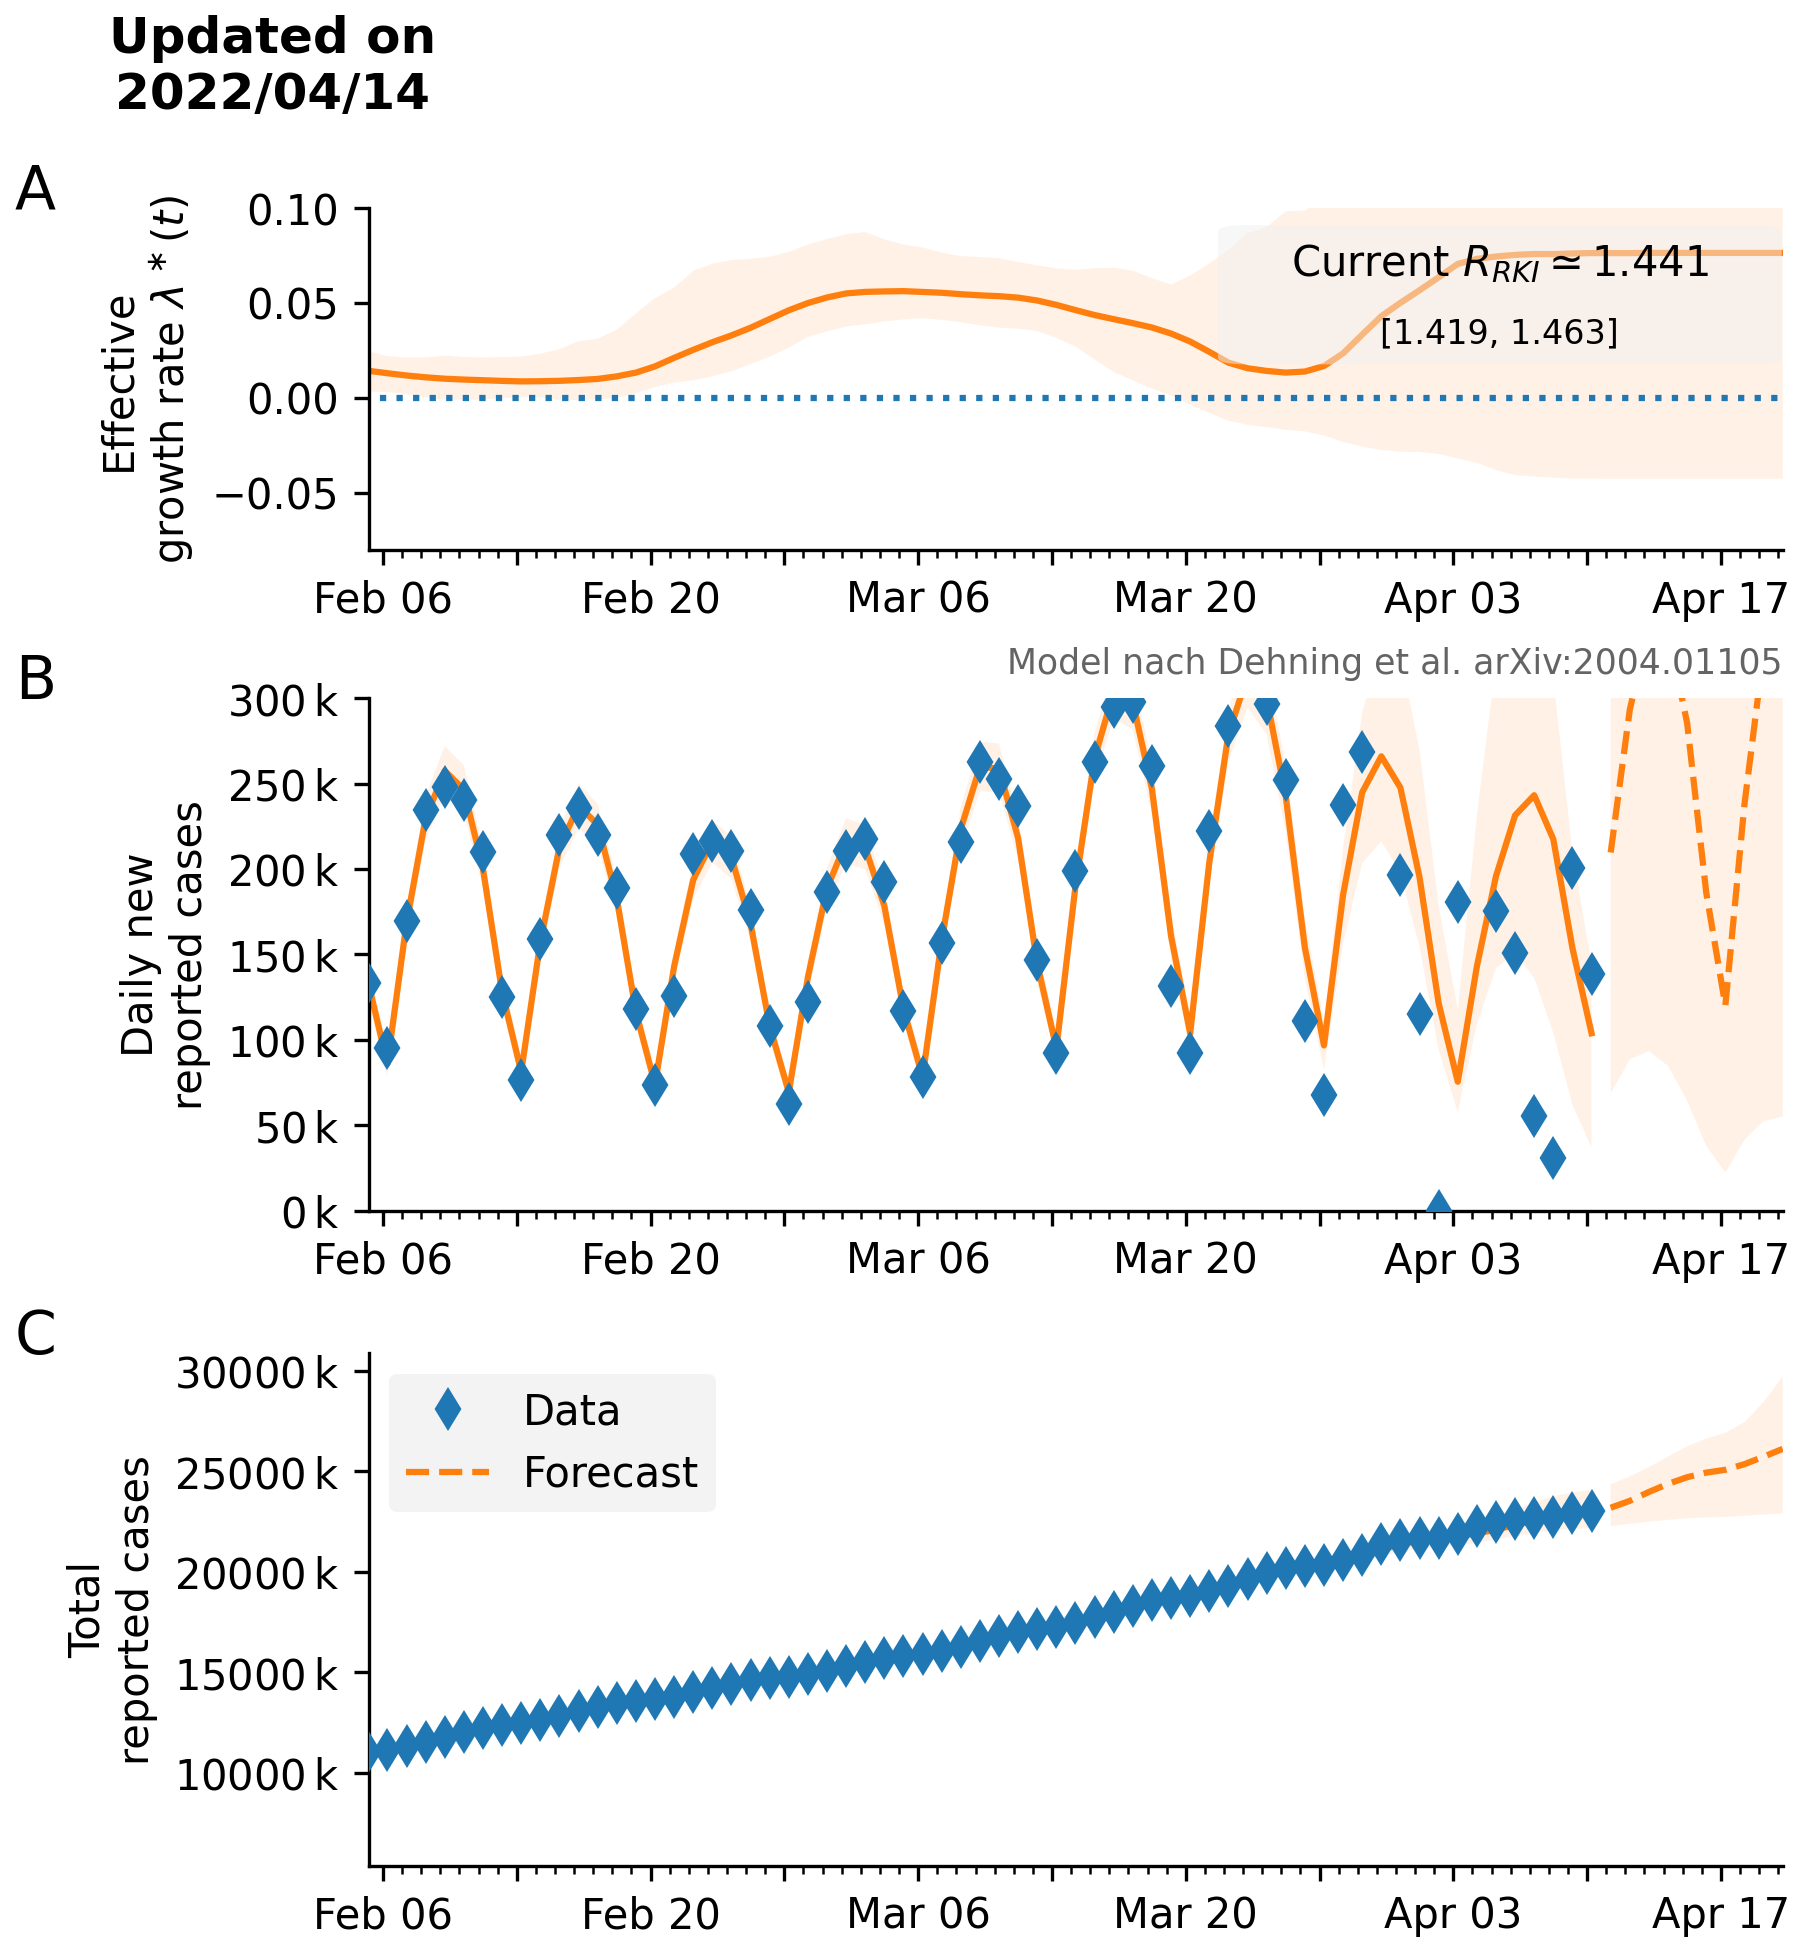 Updated on
2022/04/14
A
Effective
growth rate λ * (t)
0.10
0.05
0.00
−0.05
Current R_RKI ≃ 1.441
[1.419, 1.463]
Feb 06
Feb 20
Mar 06
Mar 20
Apr 03
Apr 17
B
Model nach Dehning et al. arXiv:2004.01105
Daily new
reported cases
300 k
250 k
200 k
150 k
100 k
50 k
0 k
Feb 06
Feb 20
Mar 06
Mar 20
Apr 03
Apr 17
C
Total
reported cases
30000 k
25000 k
20000 k
15000 k
10000 k
Data
Forecast
Feb 06
Feb 20
Mar 06
Mar 20
Apr 03
Apr 17